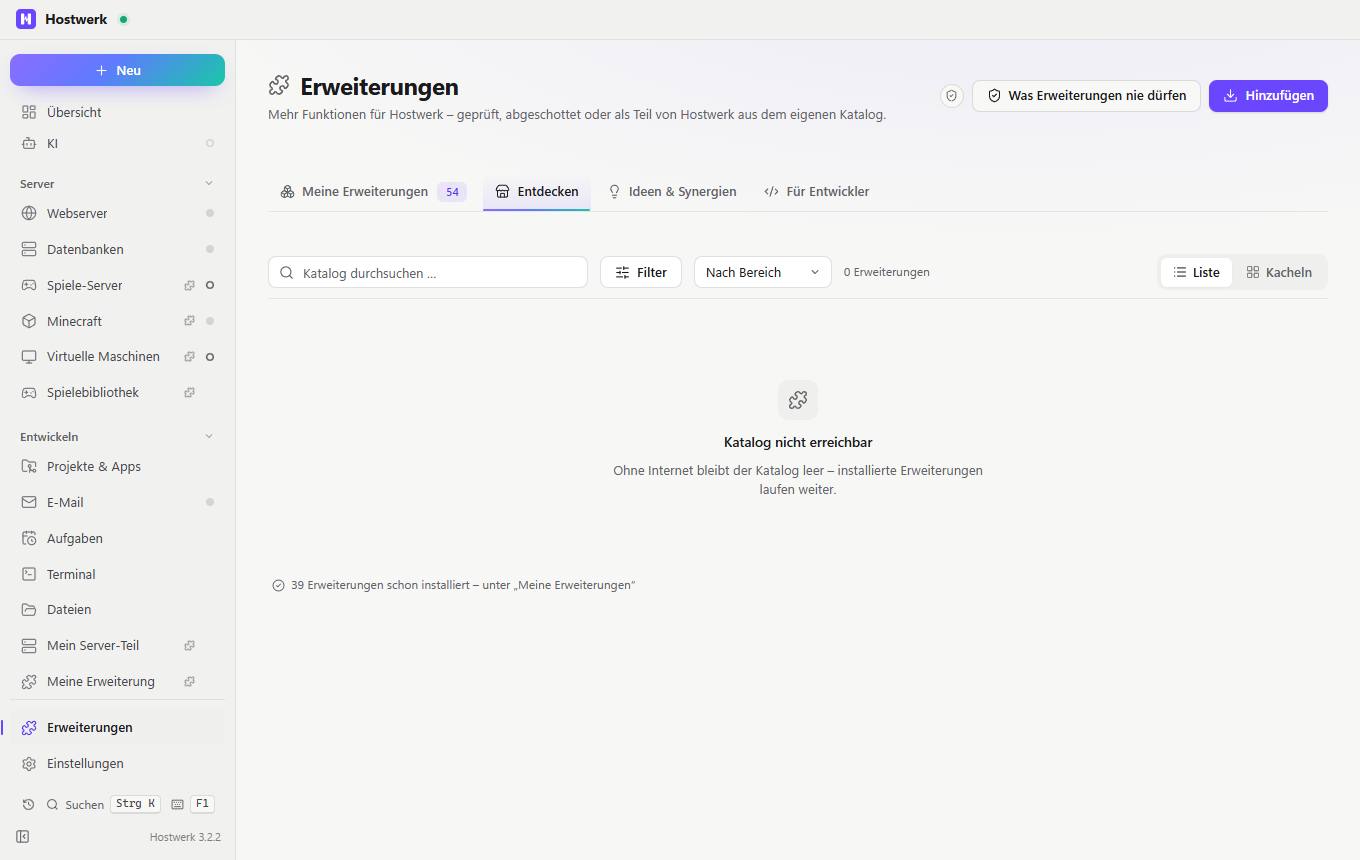 Hostwerk
Neu
Übersicht
KI
Server
Webserver
Datenbanken
Spiele-Server
Minecraft
Virtuelle Maschinen
Spielebibliothek
Entwickeln
Projekte & Apps
E-Mail
Aufgaben
Terminal
Dateien
Mein Server-Teil
Meine Erweiterung
Erweiterungen
Einstellungen
Suchen Strg K F1
Hostwerk 3.2.2
Erweiterungen
Mehr Funktionen für Hostwerk – geprüft, abgeschottet oder als Teil von Hostwerk aus dem eigenen Katalog.
Was Erweiterungen nie dürfen
Hinzufügen
Meine Erweiterungen 54 Entdecken Ideen & Synergien Für Entwickler
Katalog durchsuchen ... Filter Nach Bereich 0 Erweiterungen Liste Kacheln
Katalog nicht erreichbar
Ohne Internet bleibt der Katalog leer – installierte Erweiterungen
laufen weiter.
39 Erweiterungen schon installiert – unter „Meine Erweiterungen“